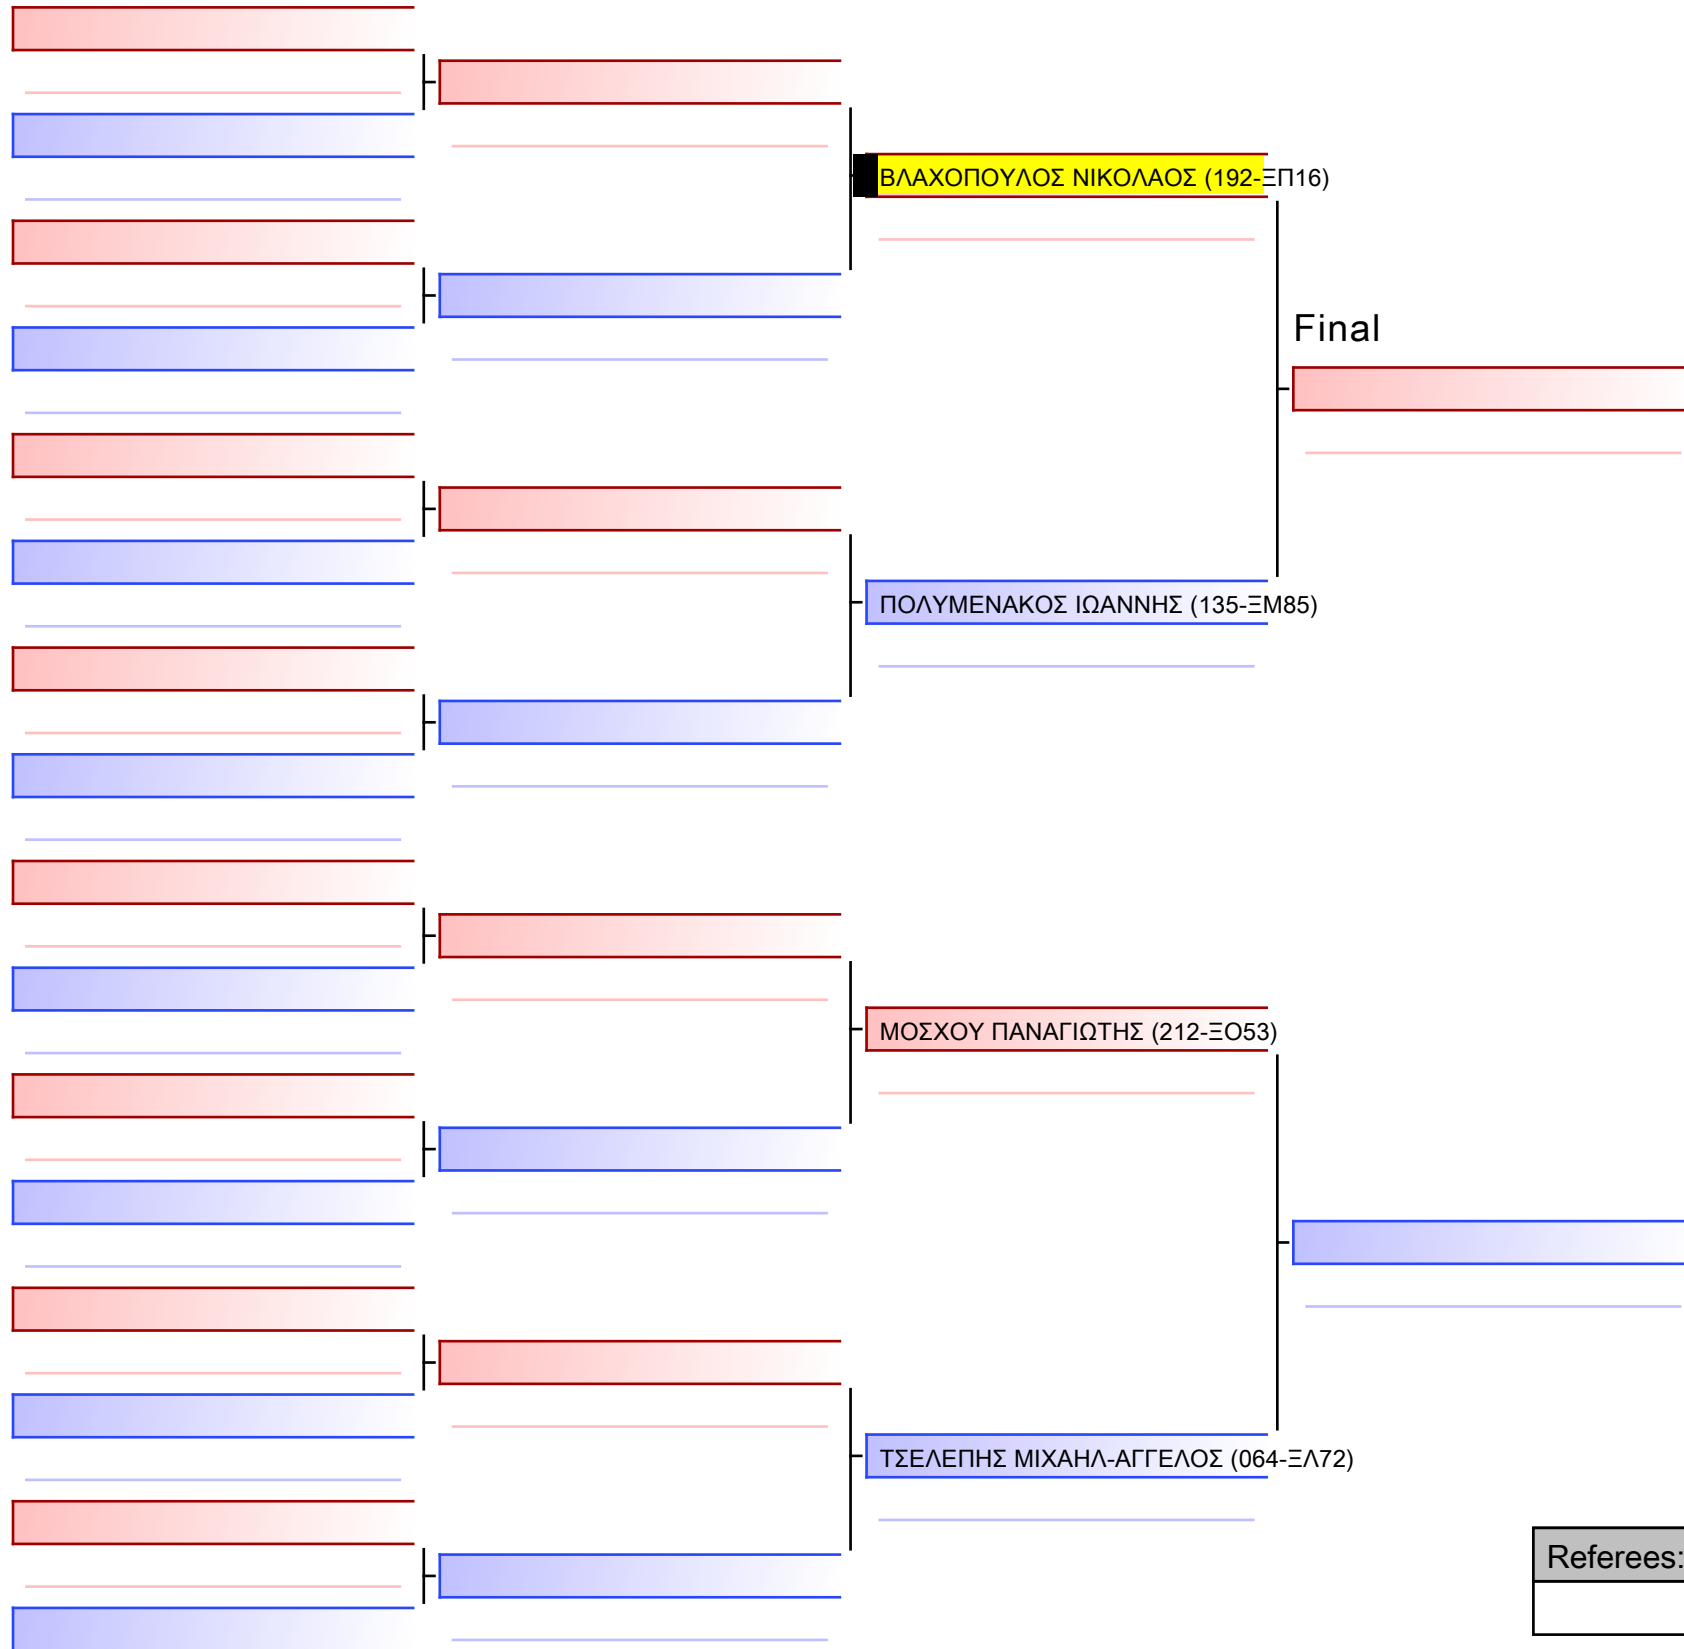 ΒΛΑΧΟΠΟΥΛΟΣ ΝΙΚΟΛΑΟΣ (192-ΞΠ16)
Final
ΠΟΛΥΜΕΝΑΚΟΣ ΙΩΑΝΝΗΣ (135-ΞΜ85)
ΜΟΣΧΟΥ ΠΑΝΑΓΙΩΤΗΣ (212-ΞΟ53)
ΤΣΕΛΕΠΗΣ ΜΙΧΑΗΛ-ΑΓΓΕΛΟΣ (064-ΞΛ72)
Referees: